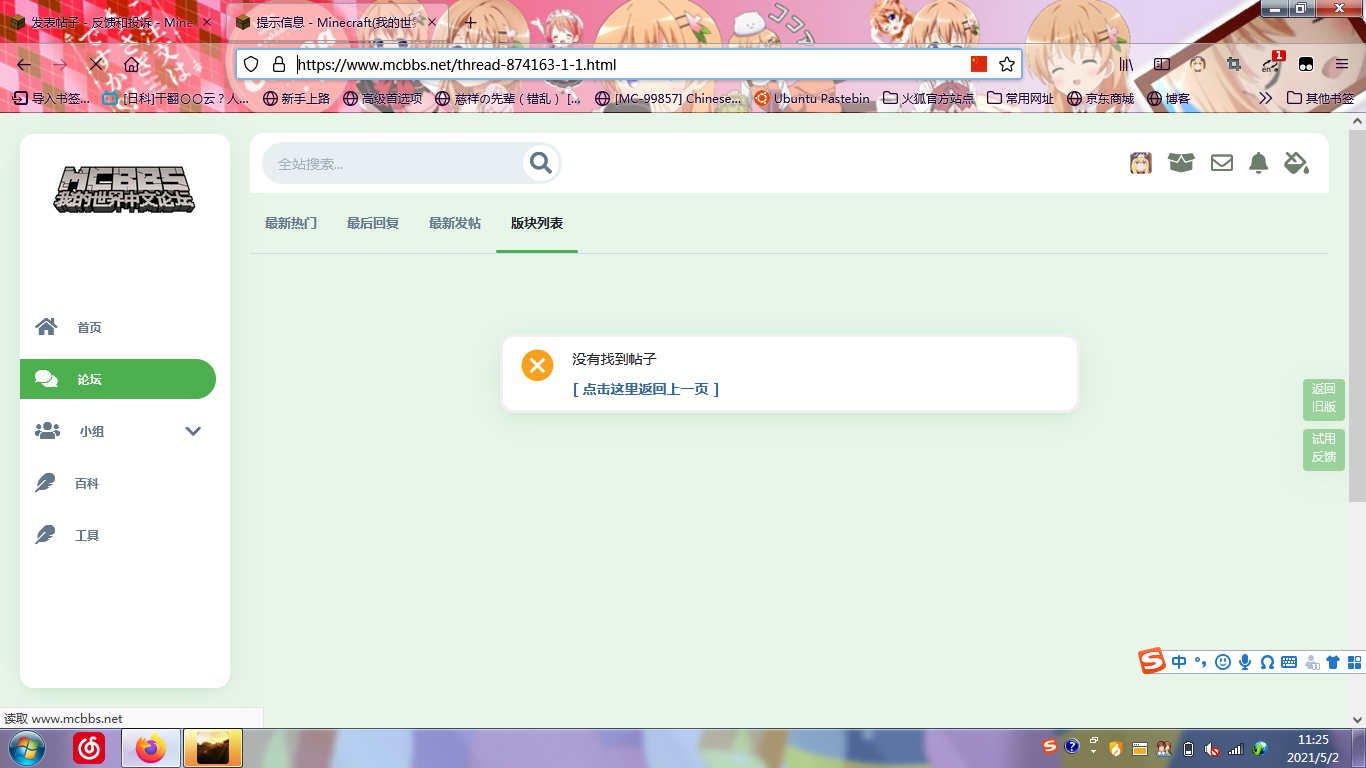 发表帖子 - 反馈和投诉 - Mine
提示信息 - Minecraft(我的世
https://www.mcbbs.net/thread-874163-1-1.html
en
1
导入书签...
[日科]干翻〇〇云？人...
新手上路
高级首选项
慈祥の先輩（错乱） [...
[MC-99857] Chinese...
Ubuntu Pastebin
火狐官方站点
常用网址
京东商城
博客
其他书签
MCBBS
我的世界中文论坛
全站搜索...
最新热门
最后回复
最新发帖
版块列表
首页
论坛
小组
百科
工具
没有找到帖子
[ 点击这里返回上一页 ]
返回
旧版
试用
反馈
中
读取 www.mcbbs.net
11:25
2021/5/2